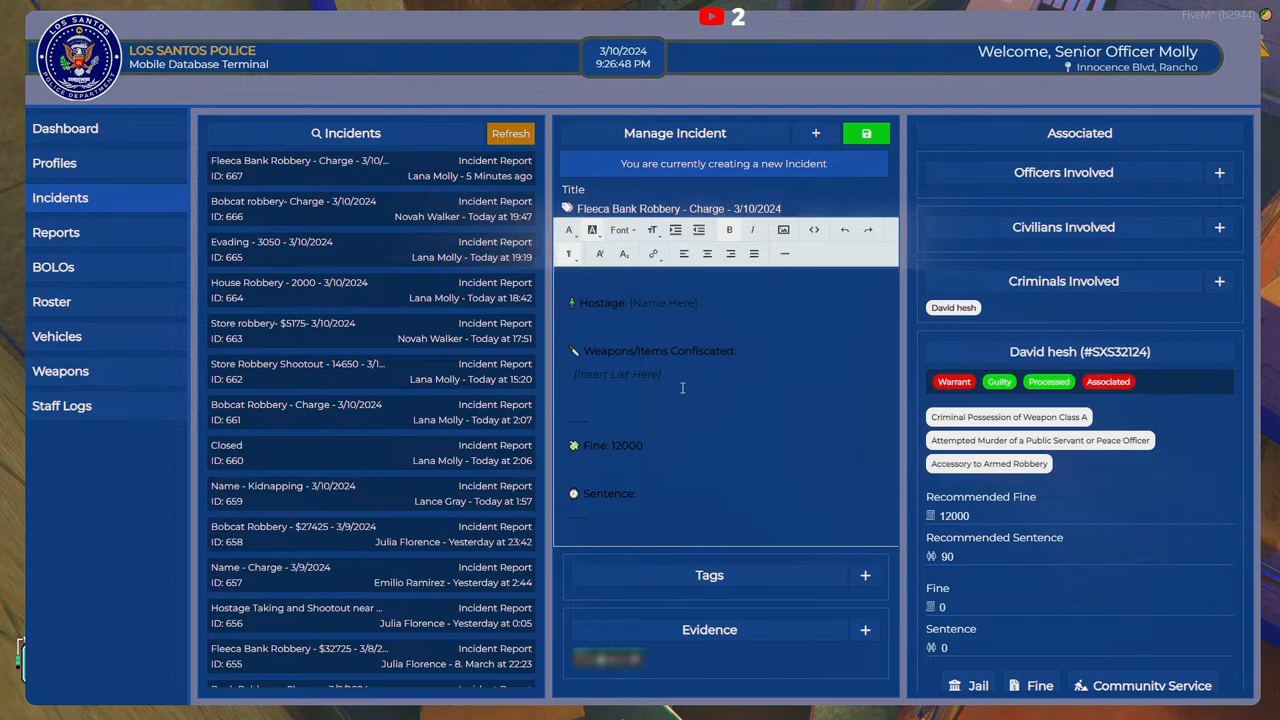 2
FiveM* (b2944)
LOS SANTOS
POLICE DEPARTMENT
LOS SANTOS POLICE
Mobile Database Terminal
3/10/2024
9:26:48 PM
Welcome, Senior Officer Molly
Innocence Blvd, Rancho
Dashboard
Profiles
Incidents
Reports
BOLOs
Roster
Vehicles
Weapons
Staff Logs
Incidents
Refresh
Fleeca Bank Robbery - Charge - 3/10/... Incident Report
ID: 667 Lana Molly - 5 Minutes ago
Bobcat robbery- Charge - 3/10/2024 Incident Report
ID: 666 Novah Walker - Today at 19:47
Evading - 3050 - 3/10/2024 Incident Report
ID: 665 Lana Molly - Today at 19:19
House Robbery - 2000 - 3/10/2024 Incident Report
ID: 664 Lana Molly - Today at 18:42
Store robbery- $5175- 3/10/2024 Incident Report
ID: 663 Novah Walker - Today at 17:51
Store Robbery Shootout - 14650 - 3/1... Incident Report
ID: 662 Lana Molly - Today at 15:20
Bobcat Robbery - Charge - 3/10/2024 Incident Report
ID: 661 Lana Molly - Today at 2:07
Closed Incident Report
ID: 660 Lana Molly - Today at 2:06
Name - Kidnapping - 3/10/2024 Incident Report
ID: 659 Lance Gray - Today at 1:57
Bobcat Robbery - $27425 - 3/9/2024 Incident Report
ID: 658 Julia Florence - Yesterday at 23:42
Name - Charge - 3/9/2024 Incident Report
ID: 657 Emilio Ramirez - Yesterday at 2:44
Hostage Taking and Shootout near ... Incident Report
ID: 656 Julia Florence - Yesterday at 0:05
Fleeca Bank Robbery - $32725 - 3/8/2... Incident Report
ID: 655 Julia Florence - 8. March at 22:23
Manage Incident +
You are currently creating a new Incident
Title
Fleeca Bank Robbery - Charge - 3/10/2024
A A Font TT B I <>
¶ A A
Hostage: [Name Here]
Weapons/Items Confiscated:
- [Insert List Here]
-----
Fine: 12000
Sentence:
-----
Tags +
Evidence +
Associated
Officers Involved +
Civilians Involved +
Criminals Involved +
David hesh
David hesh (#SXS32124)
Warrant Guilty Processed Associated
Criminal Possession of Weapon Class A
Attempted Murder of a Public Servant or Peace Officer
Accessory to Armed Robbery
Recommended Fine
12000
Recommended Sentence
90
Fine
0
Sentence
0
Jail Fine Community Service